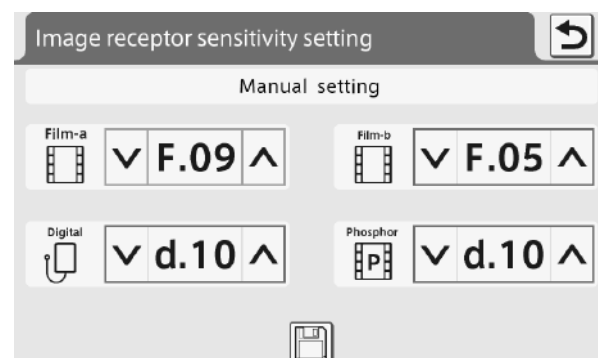 Image receptor sensitivity setting
Manual setting
Film-a
F.09
Film-b
F.05
Digital
d.10
Phosphor
P
d.10